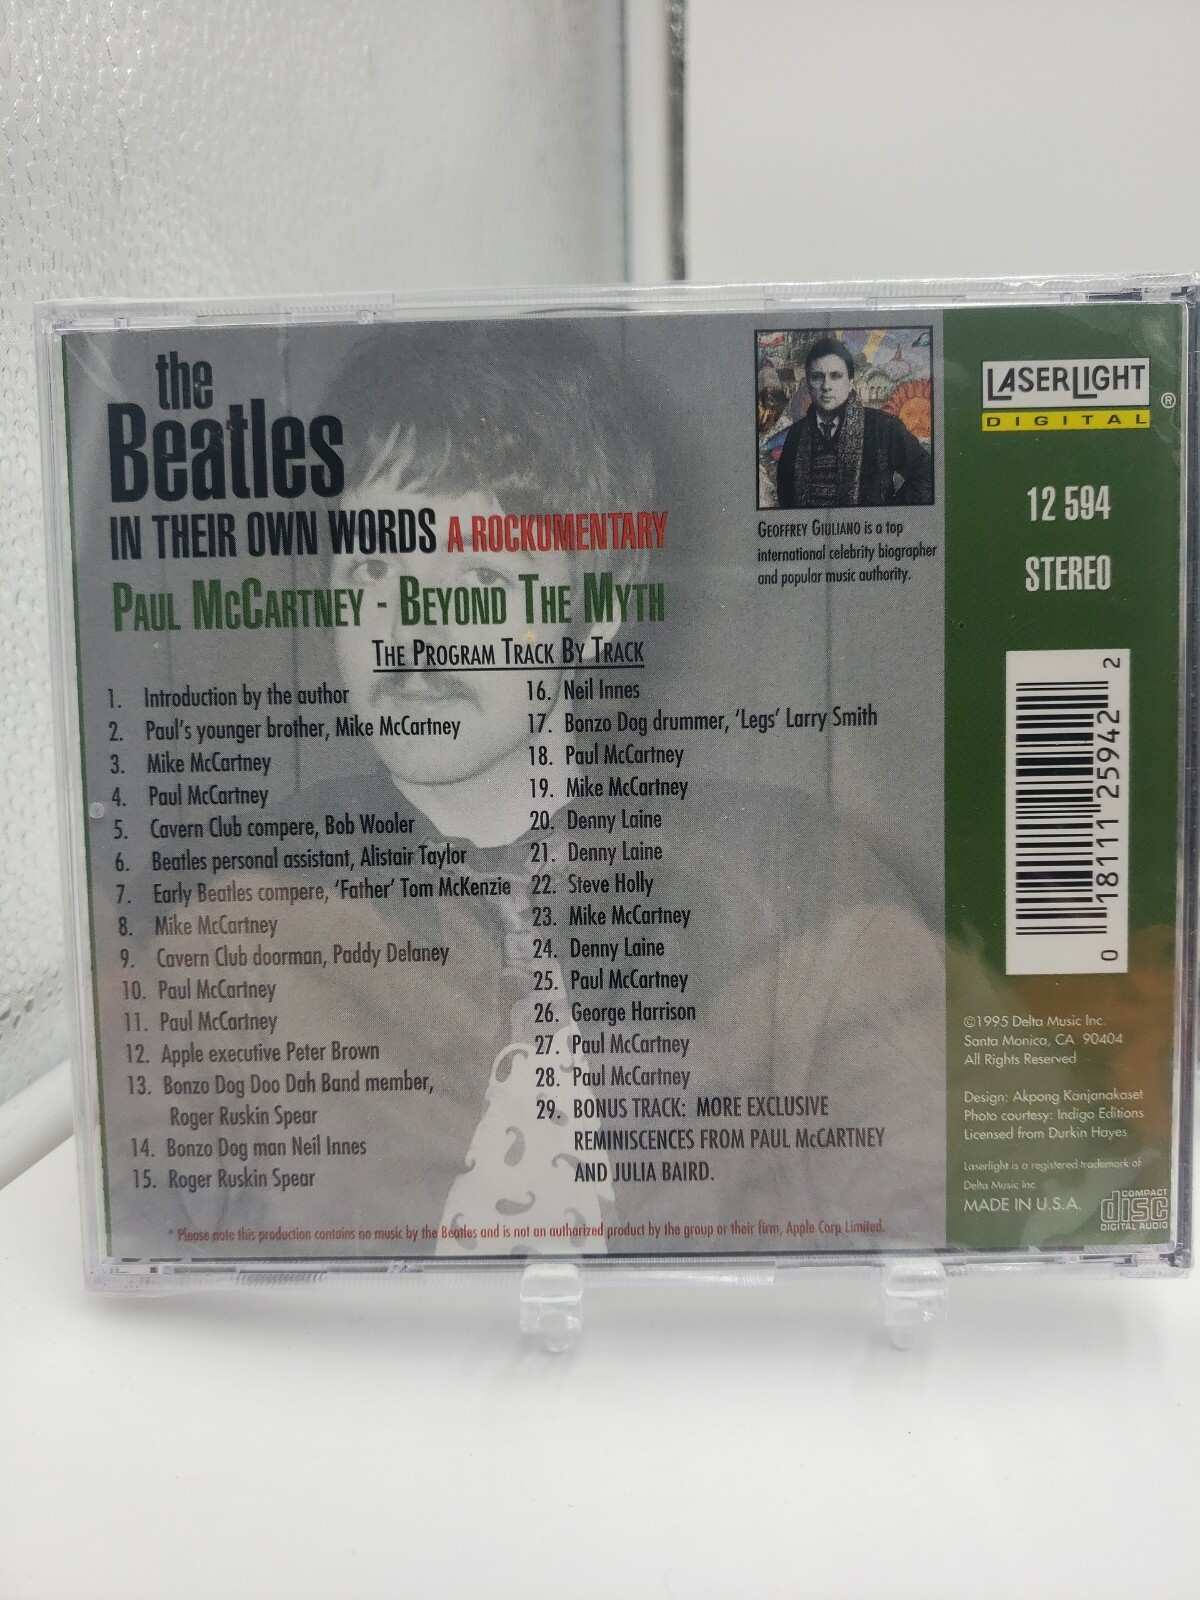 the
Beatles
IN THEIR OWN WORDS A ROCKUMENTARY
PAUL MCCARTNEY - BEYOND THE MYTH
THE PROGRAM TRACK BY TRACK
1. Introduction by the author
2. Paul's younger brother, Mike McCartney
3. Mike McCartney
4. Paul McCartney
5. Cavern Club compere, Bob Wooler
6. Beatles personal assistant, Alistair Taylor
7. Early Beatles compere, 'Father' Tom McKenzie
8. Mike McCartney
9. Cavern Club doorman, Paddy Delaney
10. Paul McCartney
11. Paul McCartney
12. Apple executive Peter Brown
13. Bonzo Dog Doo Dah Band member,
Roger Ruskin Spear
14. Bonzo Dog man Neil Innes
15. Roger Ruskin Spear
16. Neil Innes
17. Bonzo Dog drummer, 'Legs' Larry Smith
18. Paul McCartney
19. Mike McCartney
20. Denny Laine
21. Denny Laine
22. Steve Holly
23. Mike McCartney
24. Denny Laine
25. Paul McCartney
26. George Harrison
27. Paul McCartney
28. Paul McCartney
29. BONUS TRACK: MORE EXCLUSIVE
REMINISCENCES FROM PAUL McCARTNEY
AND JULIA BAIRD.
* Please note this production contains no music by the Beatles and is not an authorized product by the group or their firm, Apple Corp Limited.
GEOFFREY GIULIANO is a top
international celebrity biographer
and popular music authority.
LASERLIGHT
®
DIGITAL
12 594
STEREO
0 18111 25942 2
©1995 Delta Music Inc.
Santa Monica, CA 90404
All Rights Reserved
Design: Akpong Kanjanakaset
Photo courtesy: Indigo Editions
Licensed from Durkin Hayes
Laserlight is a registered trademark of
Delta Music Inc.
MADE IN U.S.A.
COMPACT
disc
DIGITAL AUDIO